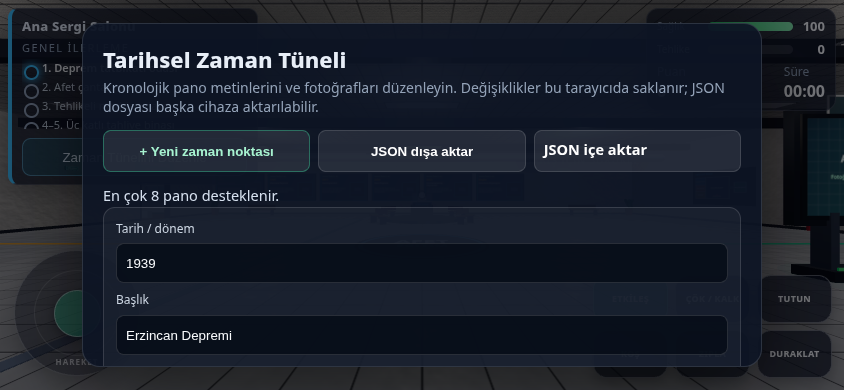 Ana Sergi Salonu
GENEL İLE
100
0
1. Depr
2. Afet ç
3. Tehlik
4–5. Üç
Süre
00:00
Zam
Tarihsel Zaman Tüneli
Kronolojik pano metinlerini ve fotoğrafları düzenleyin. Değişiklikler bu tarayıcıda saklanır; JSON
dosyası başka cihaza aktarılabilir.
+ Yeni zaman noktası
JSON dışa aktar
JSON içe aktar
En çok 8 pano desteklenir.
Tarih / dönem
1939
Başlık
Erzincan Depremi
HAREKE
TUTUN
DURAKLAT